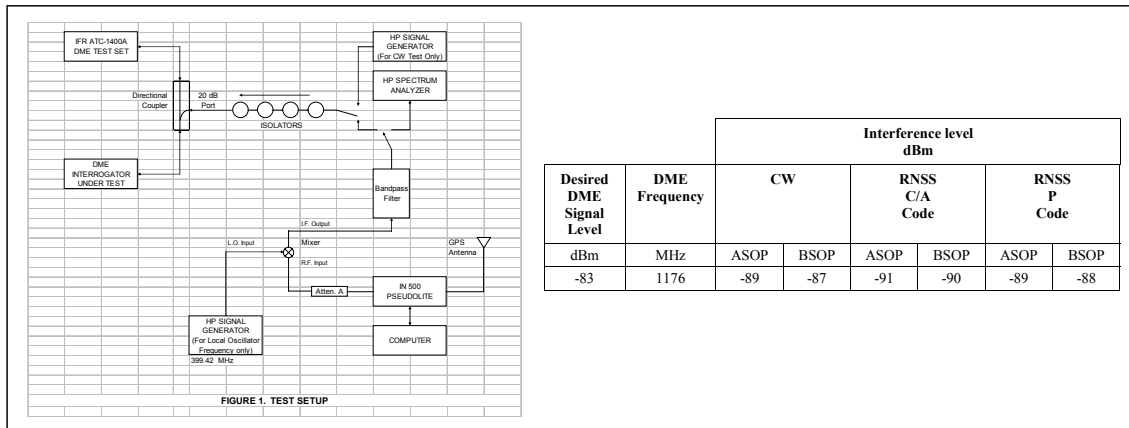 IFR ATC-1400A
DME TEST SET
HP SIGNAL
GENERATOR
(For CW Test Only)
HP SPECTRUM
ANALYZER
Directional
Coupler
20 dB
Port
ISOLATORS
DME
INTERROGATOR
UNDER TEST
Bandpass
Filter
I.F. Output
L.O. Input
Mixer
R.F. Input
GPS
Antenna
Atten. A
IN 500
PSEUDOLITE
HP SIGNAL
GENERATOR
(For Local Oscillator
Frequency only)
399.42 MHz
COMPUTER
FIGURE 1. TEST SETUP
Interference level
dBm
Desired
DME
Signal
Level
DME
Frequency
CW
RNSS
C/A
Code
RNSS
P
Code
dBm MHz ASOP BSOP ASOP BSOP ASOP BSOP
-83 1176 -89 -87 -91 -90 -89 -88